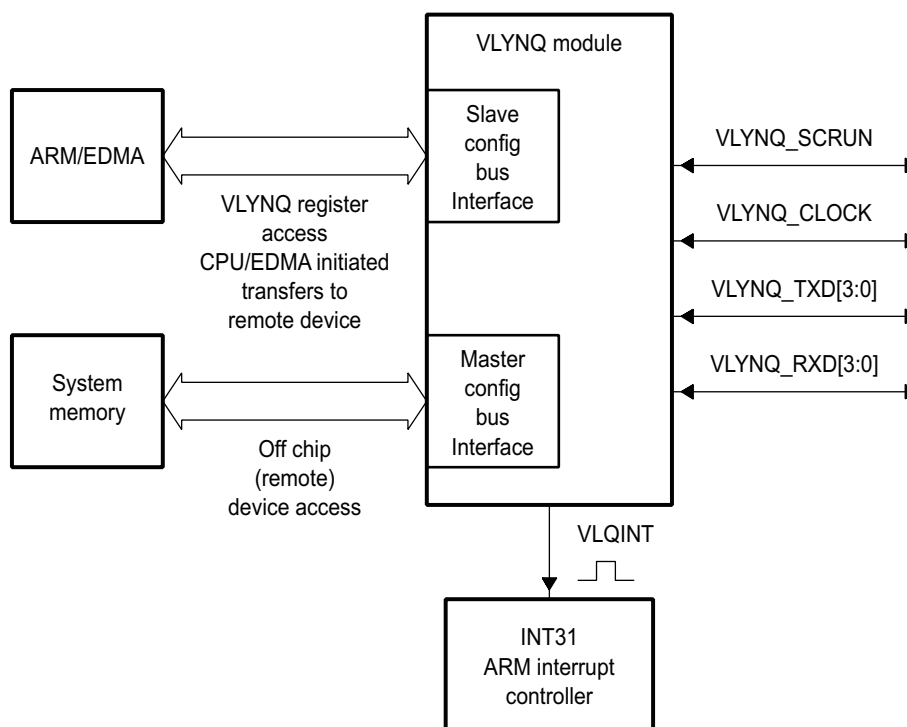 VLYNQ module
Slave
config
bus
Interface
ARM/EDMA
VLYNQ register
access
CPU/EDMA initiated
transfers to
remote device
VLYNQ_SCRUN
VLYNQ_CLOCK
VLYNQ_TXD[3:0]
VLYNQ_RXD[3:0]
System
memory
Master
config
bus
Interface
Off chip
(remote)
device access
VLQINT
INT31
ARM interrupt
controller